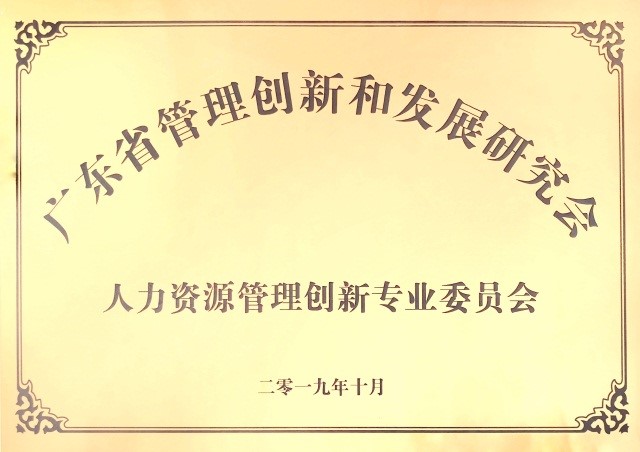 广东省管理创新和发展研究会
人力资源管理创新专业委员会
二零一九年十月